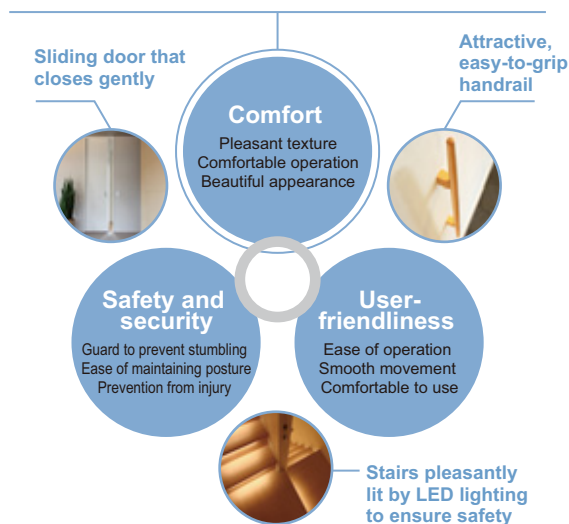 Sliding door that
closes gently
Attractive,
easy-to-grip
handrail
Comfort
Pleasant texture
Comfortable operation
Beautiful appearance
Safety and
security
Guard to prevent stumbling
Ease of maintaining posture
Prevention from injury
User-
friendliness
Ease of operation
Smooth movement
Comfortable to use
Stairs pleasantly
lit by LED lighting
to ensure safety